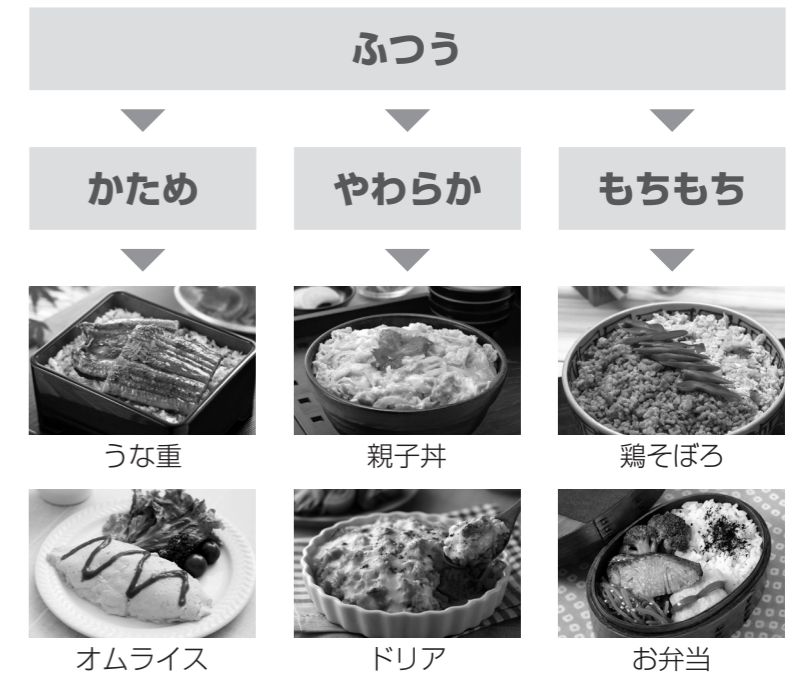 ふつう
かため
やわらか
もちもち
うな重
親子丼
鶏そぼろ
オムライス
ドリア
お弁当